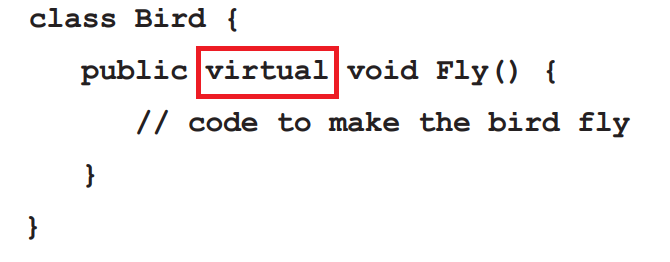 class Bird {
public virtual void Fly() {
// code to make the bird fly
}
}